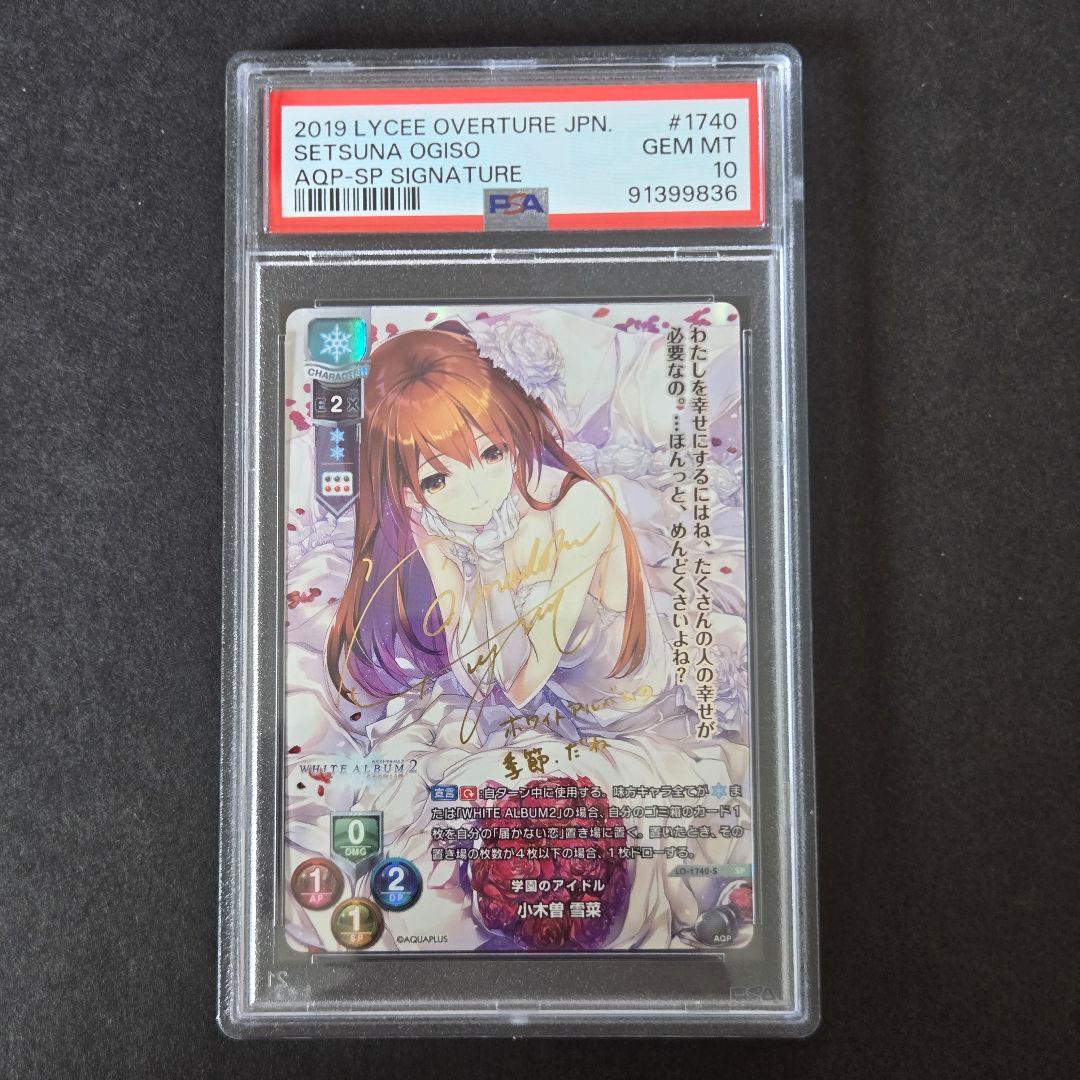 2019 LYCEE OVERTURE JPN.
#1740
SETSUNA OGISO
GEM MT
AQP-SP SIGNATURE
10
PSA
91399836
CHARACTER
E 2 X
わたしを幸せにするにはね、たくさんの人の幸せが
必要なの。…ほんっと、めんどくさいよね?
ホワイトアルバムの
季節.だね
WHITE ALBUM2
宣言:自ターン中に使用する。味方キャラ全てが ま
たは「WHITE ALBUM2」の場合、自分のゴミ箱のカード1
枚を自分の「届かない恋」置き場に置く。置いたとき、その
置き場の枚数が4枚以下の場合、1枚ドローする。
0
DMG
1
AP
2
DP
1
SP
LO-1740-S
SP
学園のアイドル
小木曽 雪菜
©AQUAPLUS
AQP
PSA